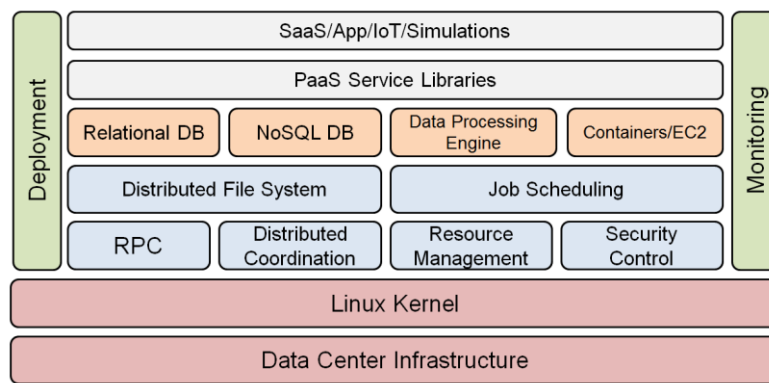 SaaS/App/IoT/Simulations
PaaS Service Libraries
Deployment
Monitoring
Relational DB
NoSQL DB
Data Processing
Engine
Containers/EC2
Distributed File System
Job Scheduling
RPC
Distributed
Coordination
Resource
Management
Security
Control
Linux Kernel
Data Center Infrastructure